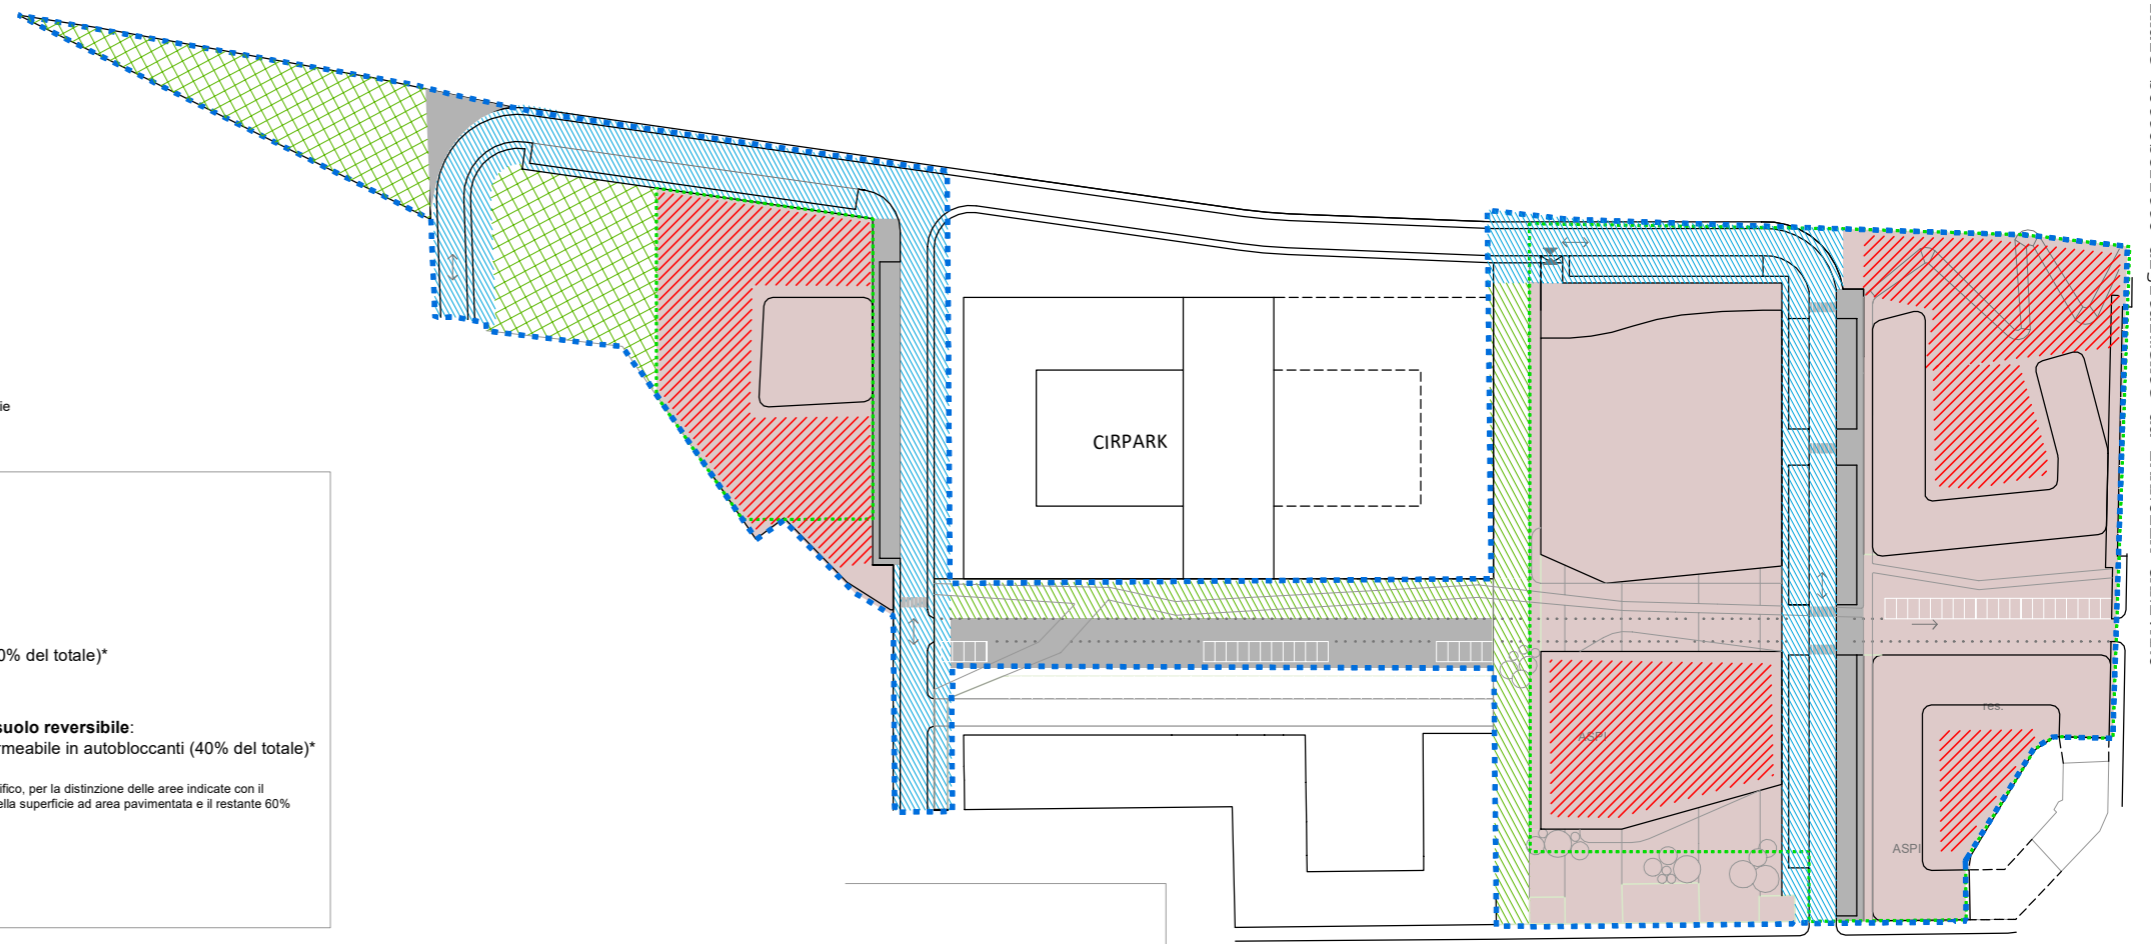 ie
CIRPARK
0% del totale)*
suolo reversibile:
rmeabile in autobloccanti (40% del totale)*
ifico, per la distinzione delle aree indicate con il
ella superficie ad area pavimentata e il restante 60%
res.
ASPI
ASPI